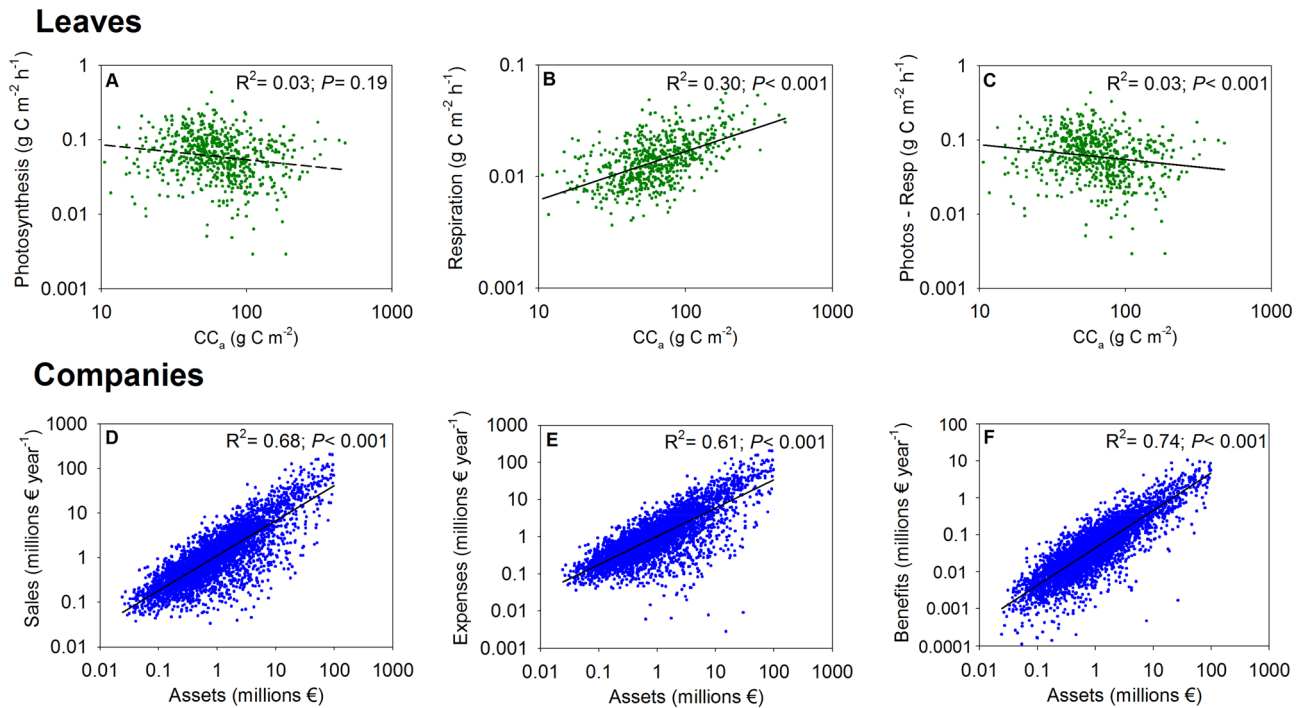 Leaves
Photosynthesis (g C m⁻² h⁻¹)
1
0.1
0.01
0.001
A
R²= 0.03; P= 0.19
10
100
1000
CCₐ (g C m⁻²)
Respiration (g C m⁻² h⁻¹)
0.1
0.01
0.001
B
R²= 0.30; P< 0.001
10
100
1000
CCₐ (g C m⁻²)
Photos - Resp (g C m⁻² h⁻¹)
1
0.1
0.01
0.001
C
R²= 0.03; P< 0.001
10
100
1000
CCₐ (g C m⁻²)
Companies
Sales (millions € year⁻¹)
1000
100
10
1
0.1
0.01
D
R²= 0.68; P< 0.001
0.01
0.1
1
10
100
1000
Assets (millions €)
Expenses (millions € year⁻¹)
1000
100
10
1
0.1
0.01
0.001
E
R²= 0.61; P< 0.001
0.01
0.1
1
10
100
1000
Assets (millions €)
Benefits (millions € year⁻¹)
100
10
1
0.1
0.01
0.001
0.0001
F
R²= 0.74; P< 0.001
0.01
0.1
1
10
100
1000
Assets (millions €)